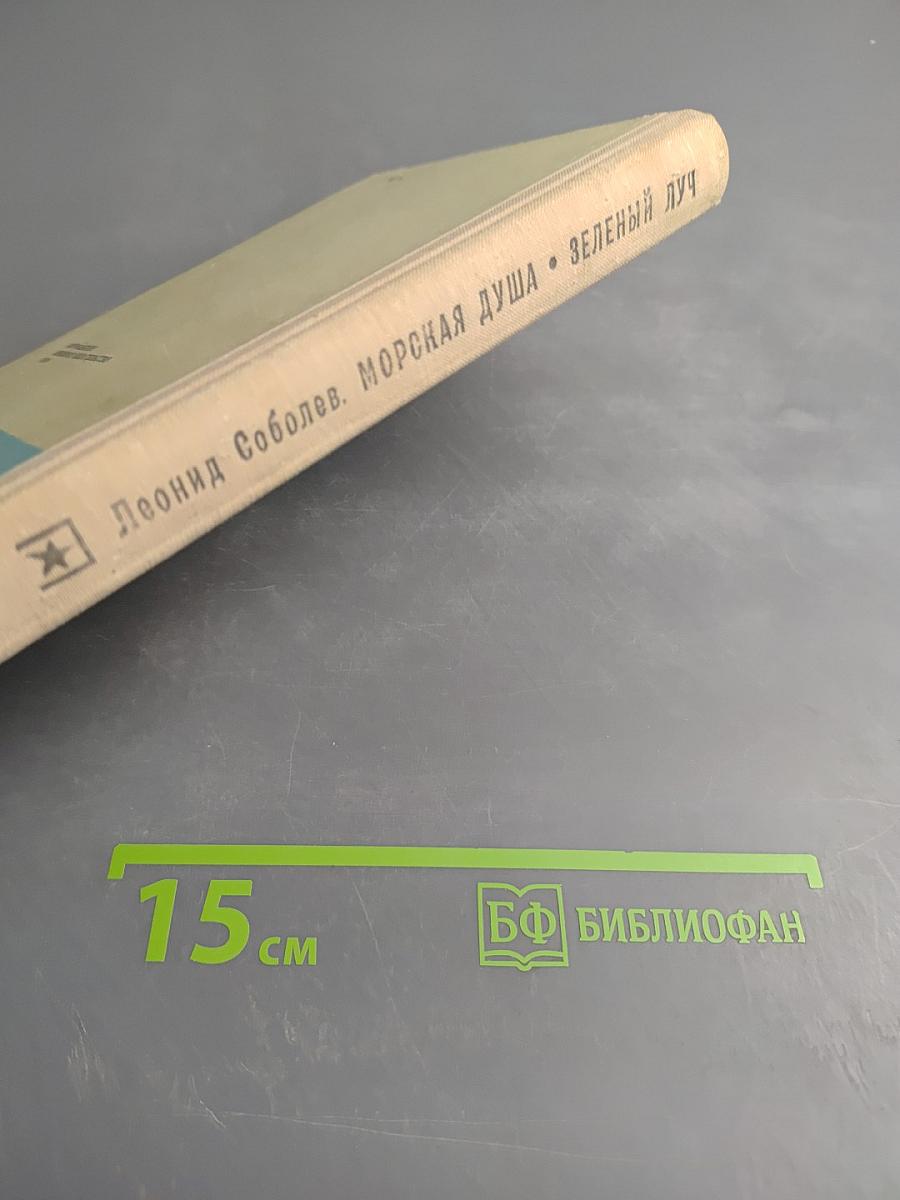 Леонид Соболев. МОРСКАЯ ДУША • ЗЕЛЕНЫЙ ЛУЧ
15 см
БФ БИБЛИОФАН